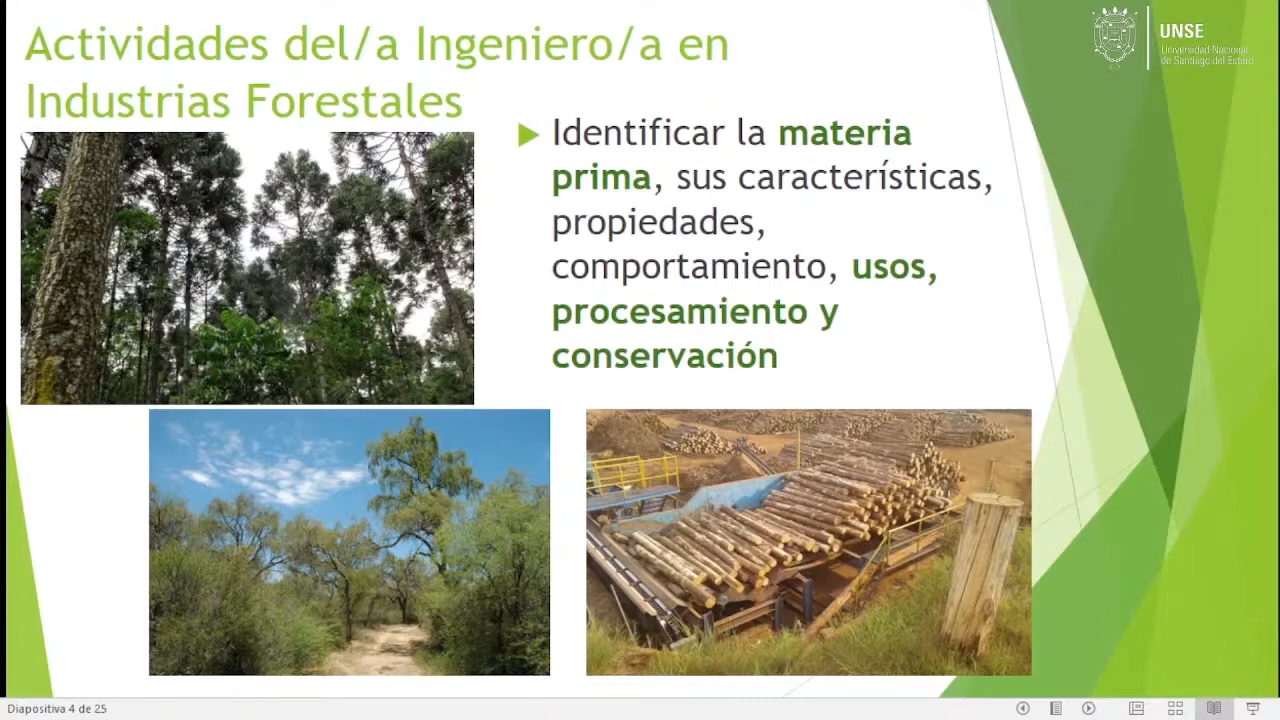 Actividades del/a Ingeniero/a en
Industrias Forestales
UNSE
Universidad Nacional
de Santiago del Estero
Identificar la materia
prima, sus características,
propiedades,
comportamiento, usos,
procesamiento y
conservación
Diapositiva 4 de 25